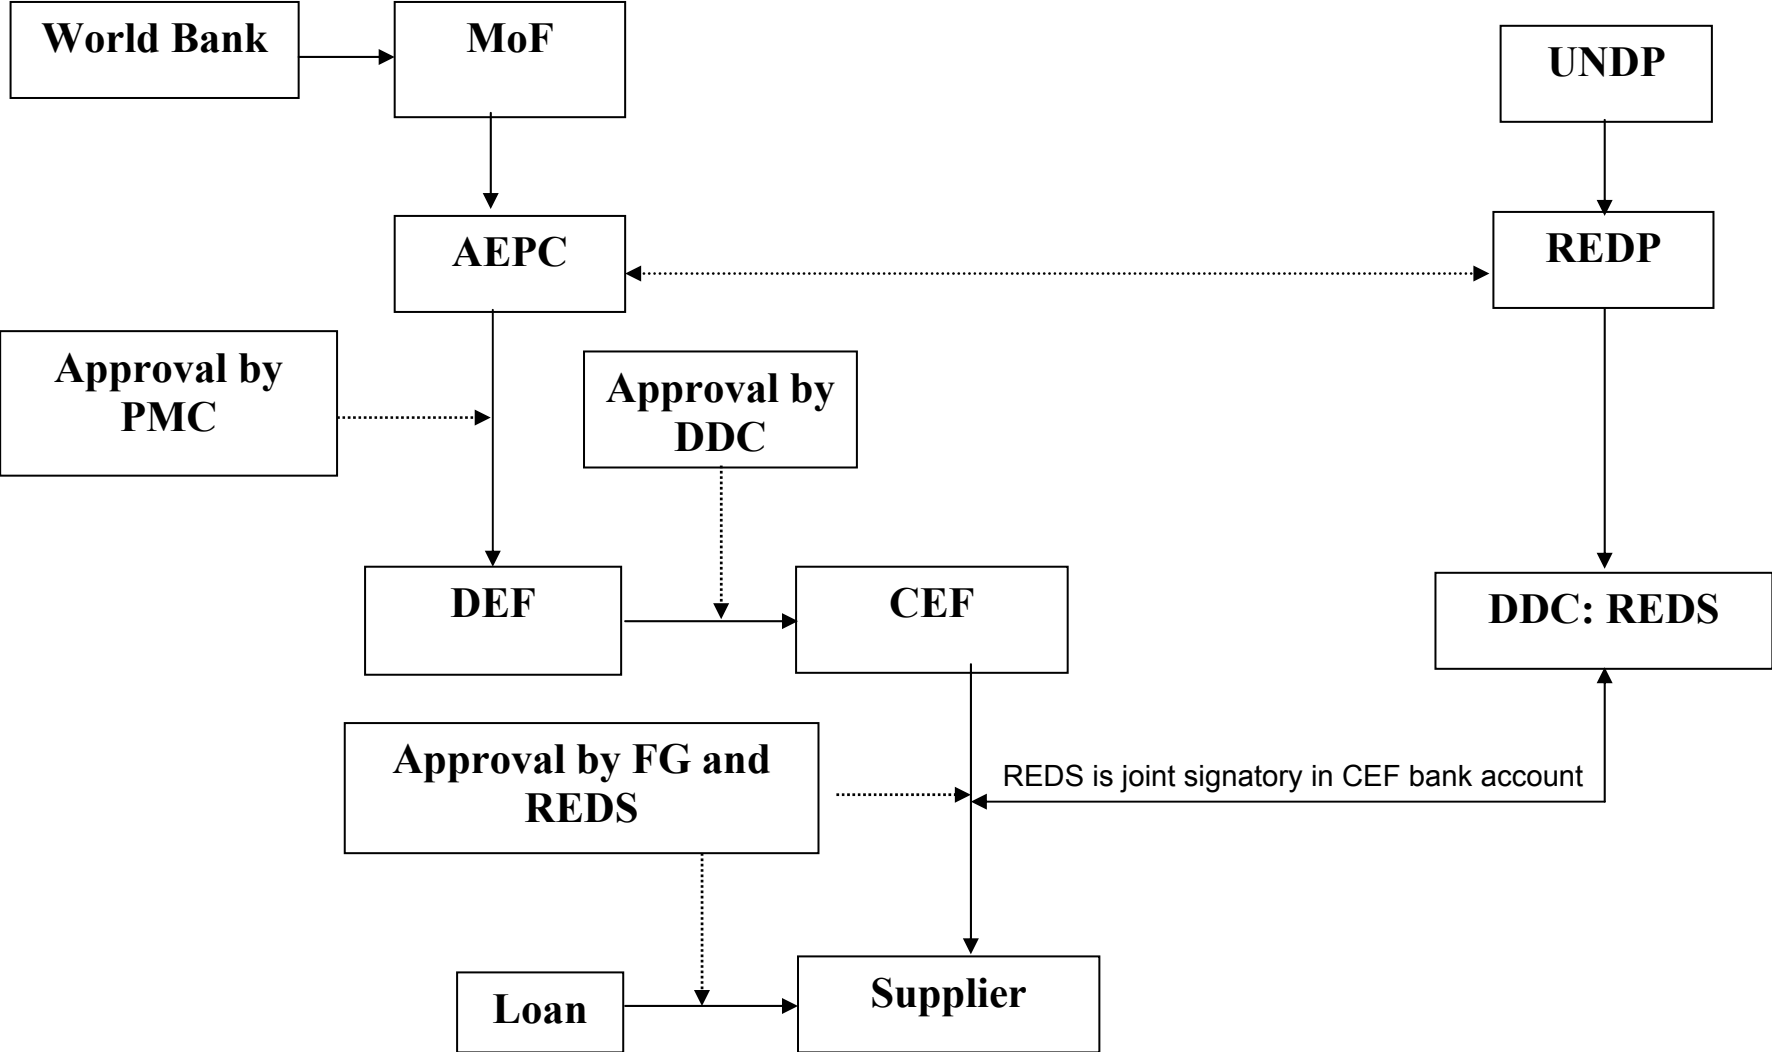 World Bank
MoF
UNDP
AEPC
REDP
Approval by
PMC
Approval by
DDC
DEF
CEF
DDC: REDS
Approval by FG and
REDS
REDS is joint signatory in CEF bank account
Loan
Supplier